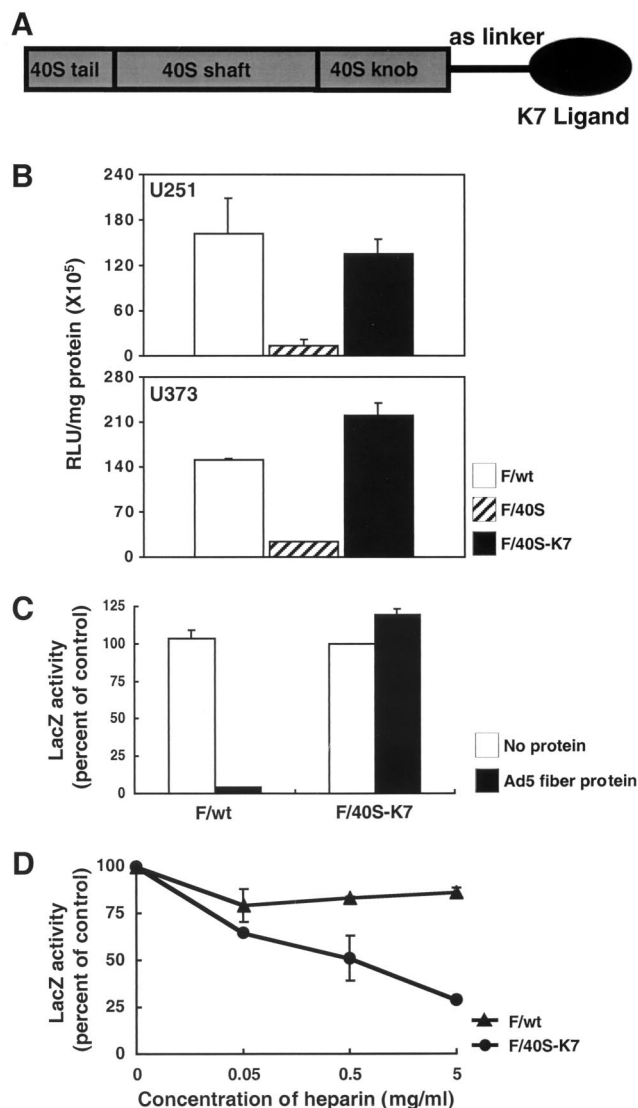 A
as linker
40S tail 40S shaft 40S knob
K7 Ligand
B
U251
240
180
120
60
0
RLU/mg protein (X10⁵)
U373
280
210
140
70
0
F/wt
F/40S
F/40S-K7
C
LacZ activity
(percent of control)
125
100
75
50
25
0
F/wt F/40S-K7
No protein
Ad5 fiber protein
D
LacZ activity
(percent of control)
100
75
50
25
0
0 0.05 0.5 5
Concentration of heparin (mg/ml)
F/wt
F/40S-K7